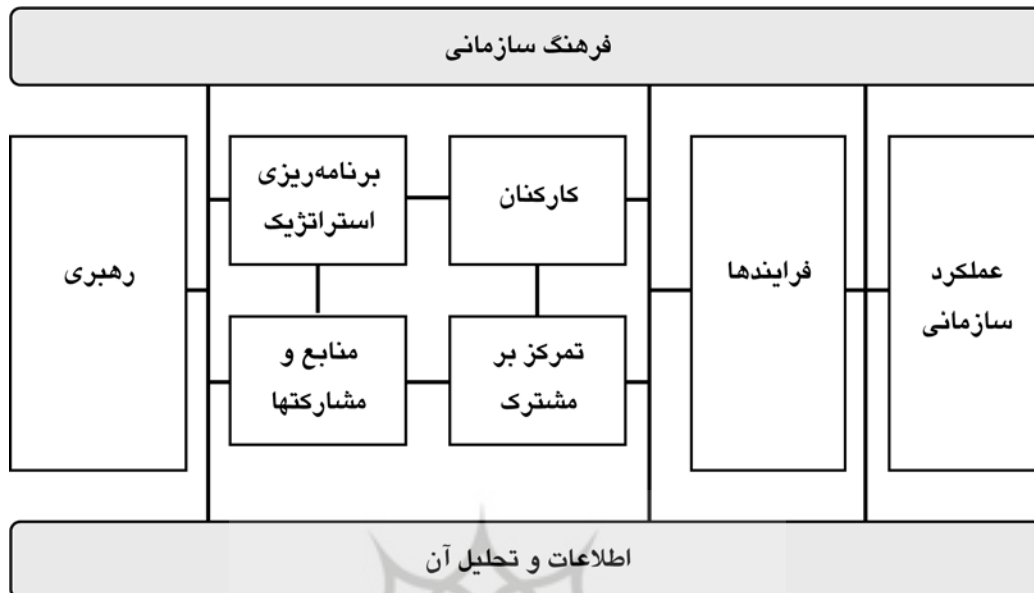 فرهنگ سازمانی
عملکرد
سازمانی
فرایندها
کارکنان
برنامه‌ریزی
استراتژیک
تمرکز بر
مشترک
منابع و
مشارکتها
رهبری
اطلاعات و تحلیل آن